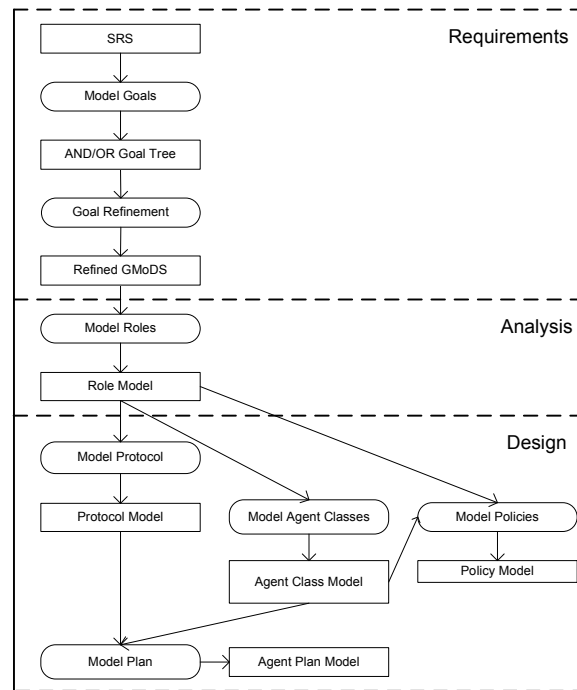 Requirements
SRS
Model Goals
AND/OR Goal Tree
Goal Refinement
Refined GMoDS
Analysis
Model Roles
Role Model
Design
Model Protocol
Protocol Model
Model Agent Classes
Model Policies
Agent Class Model
Policy Model
Model Plan
Agent Plan Model